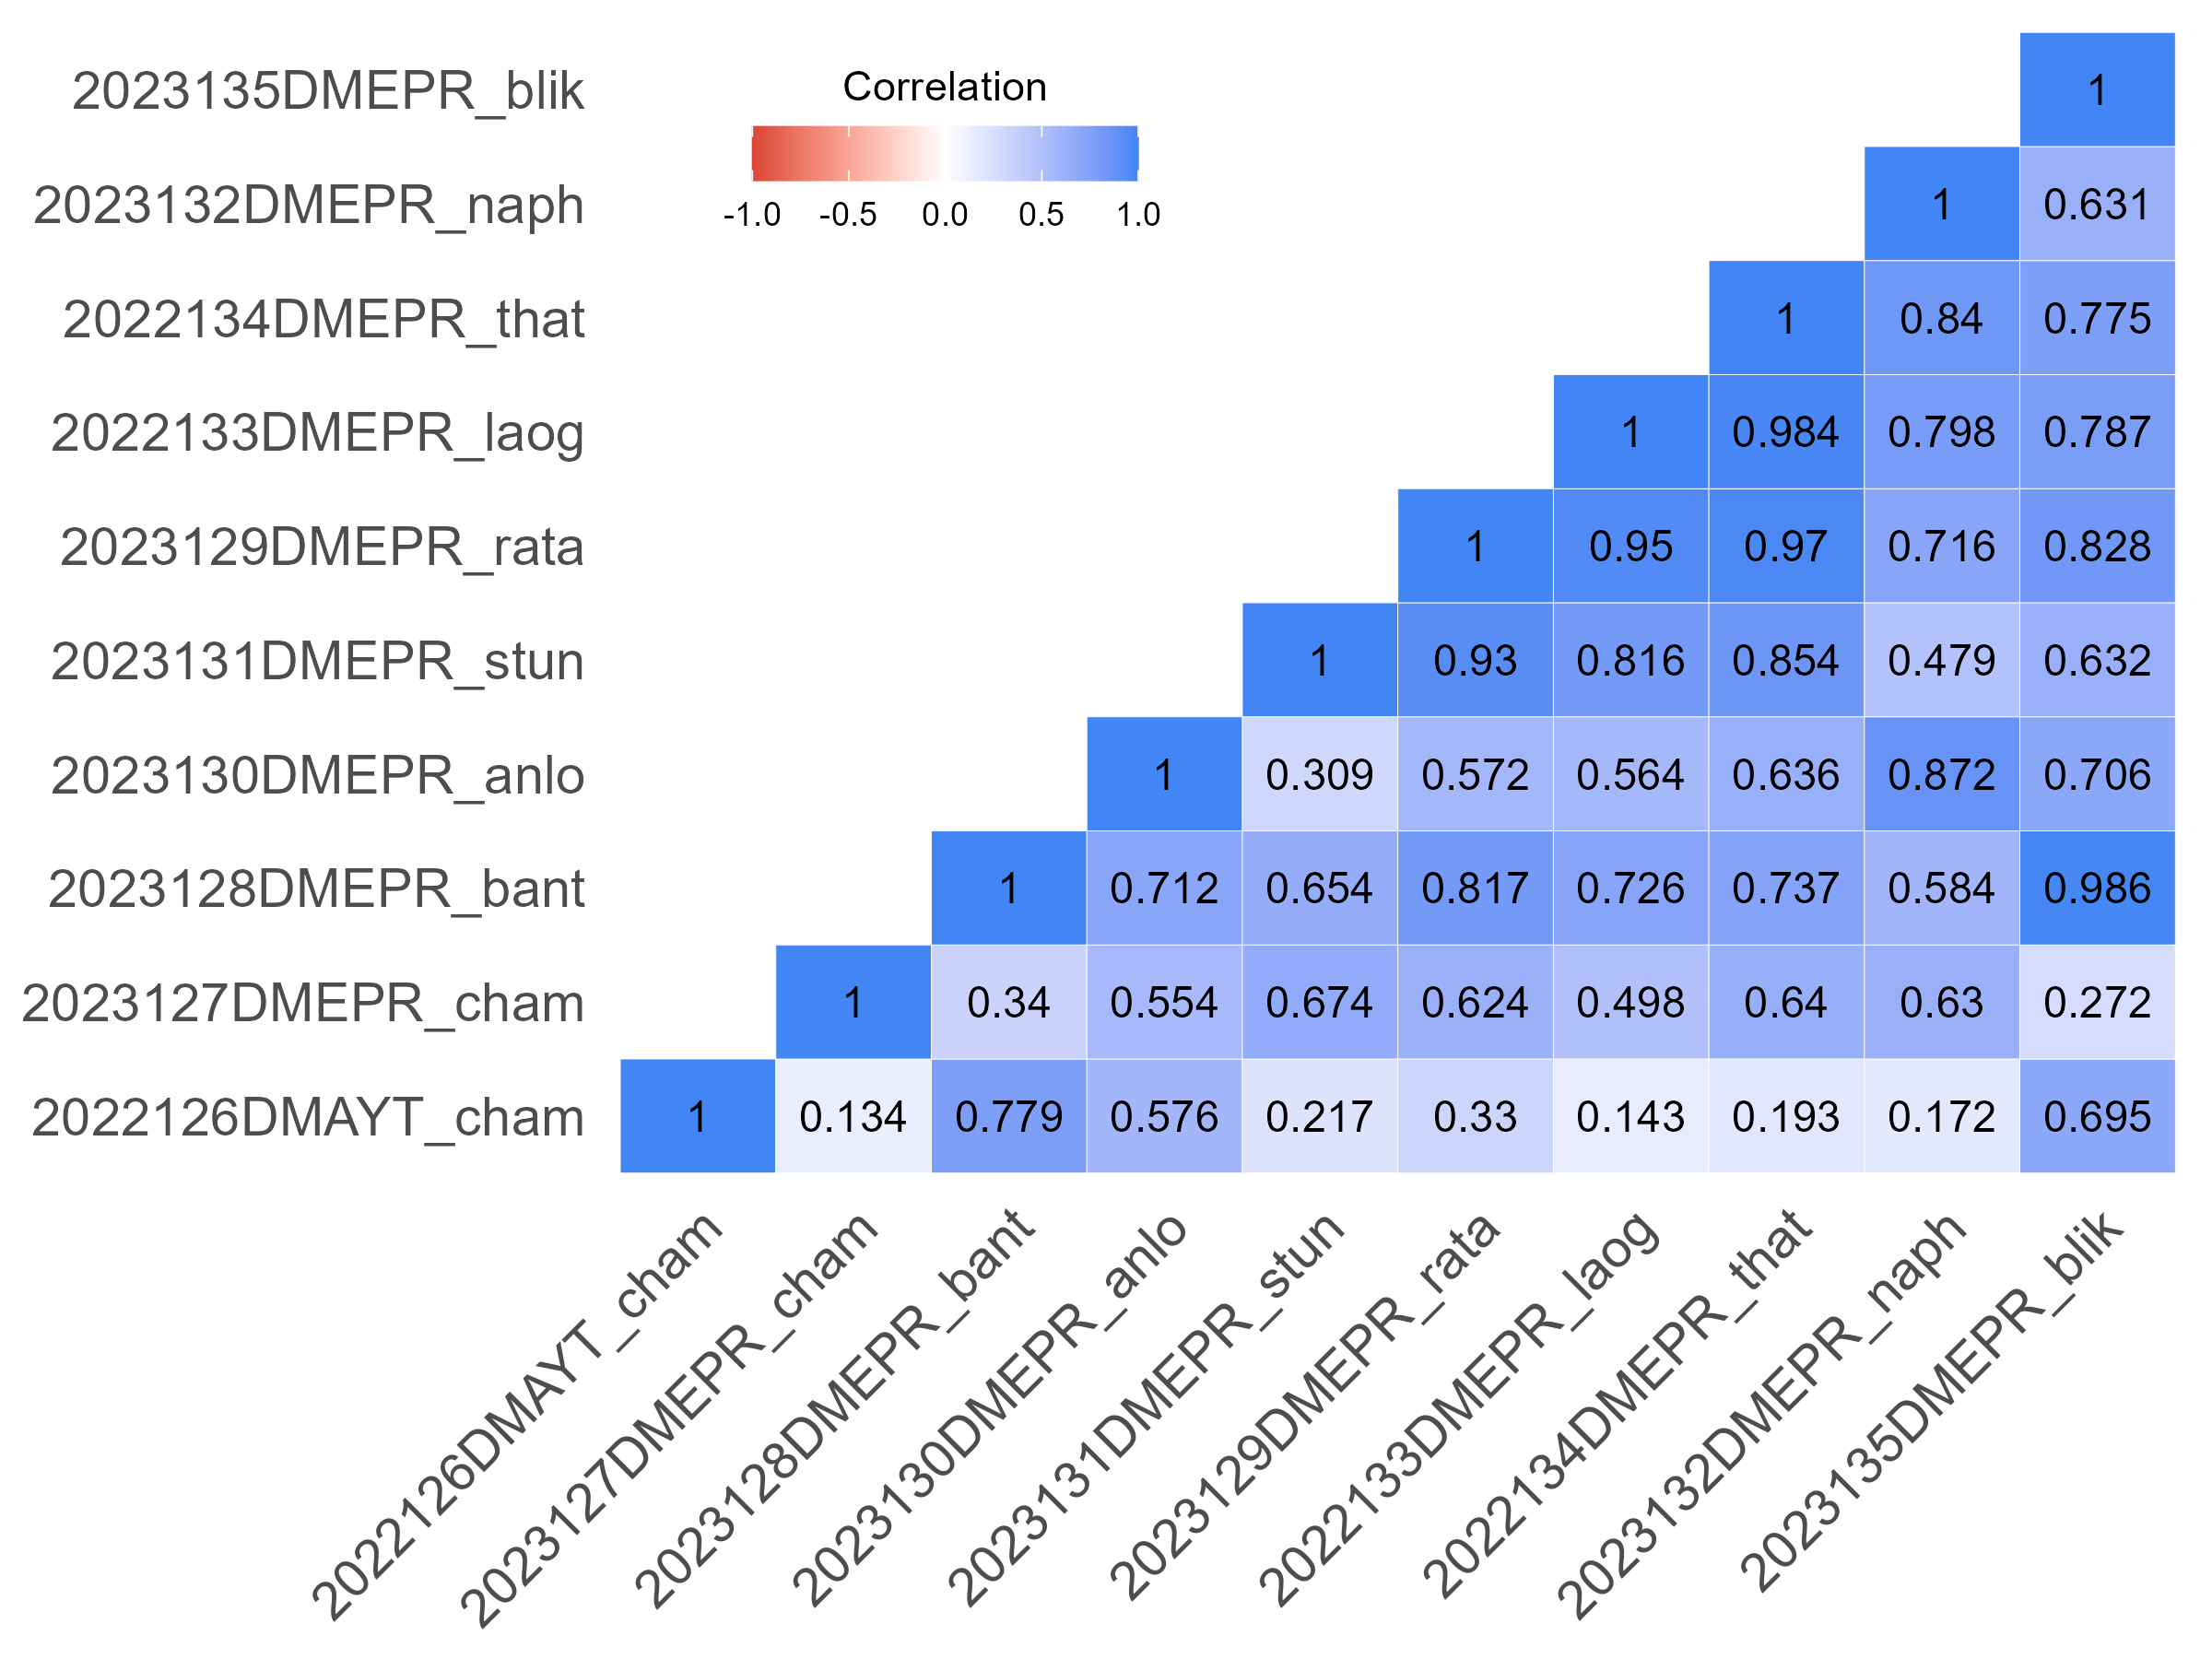 Correlation
-1.0 -0.5 0.0 0.5 1.0
2023135DMEPR_blik 1
2023132DMEPR_naph 1 0.631
2022134DMEPR_that 1 0.84 0.775
2022133DMEPR_laog 1 0.984 0.798 0.787
2023129DMEPR_rata 1 0.95 0.97 0.716 0.828
2023131DMEPR_stun 1 0.93 0.816 0.854 0.479 0.632
2023130DMEPR_anlo 1 0.309 0.572 0.564 0.636 0.872 0.706
2023128DMEPR_bant 1 0.712 0.654 0.817 0.726 0.737 0.584 0.986
2023127DMEPR_cham 1 0.34 0.554 0.674 0.624 0.498 0.64 0.63 0.272
2022126DMAYT_cham 1 0.134 0.779 0.576 0.217 0.33 0.143 0.193 0.172 0.695
2022126DMAYT_cham
2023127DMEPR_cham
2023128DMEPR_bant
2023130DMEPR_anlo
2023131DMEPR_stun
2023129DMEPR_rata
2022133DMEPR_laog
2022134DMEPR_that
2023132DMEPR_naph
2023135DMEPR_blik